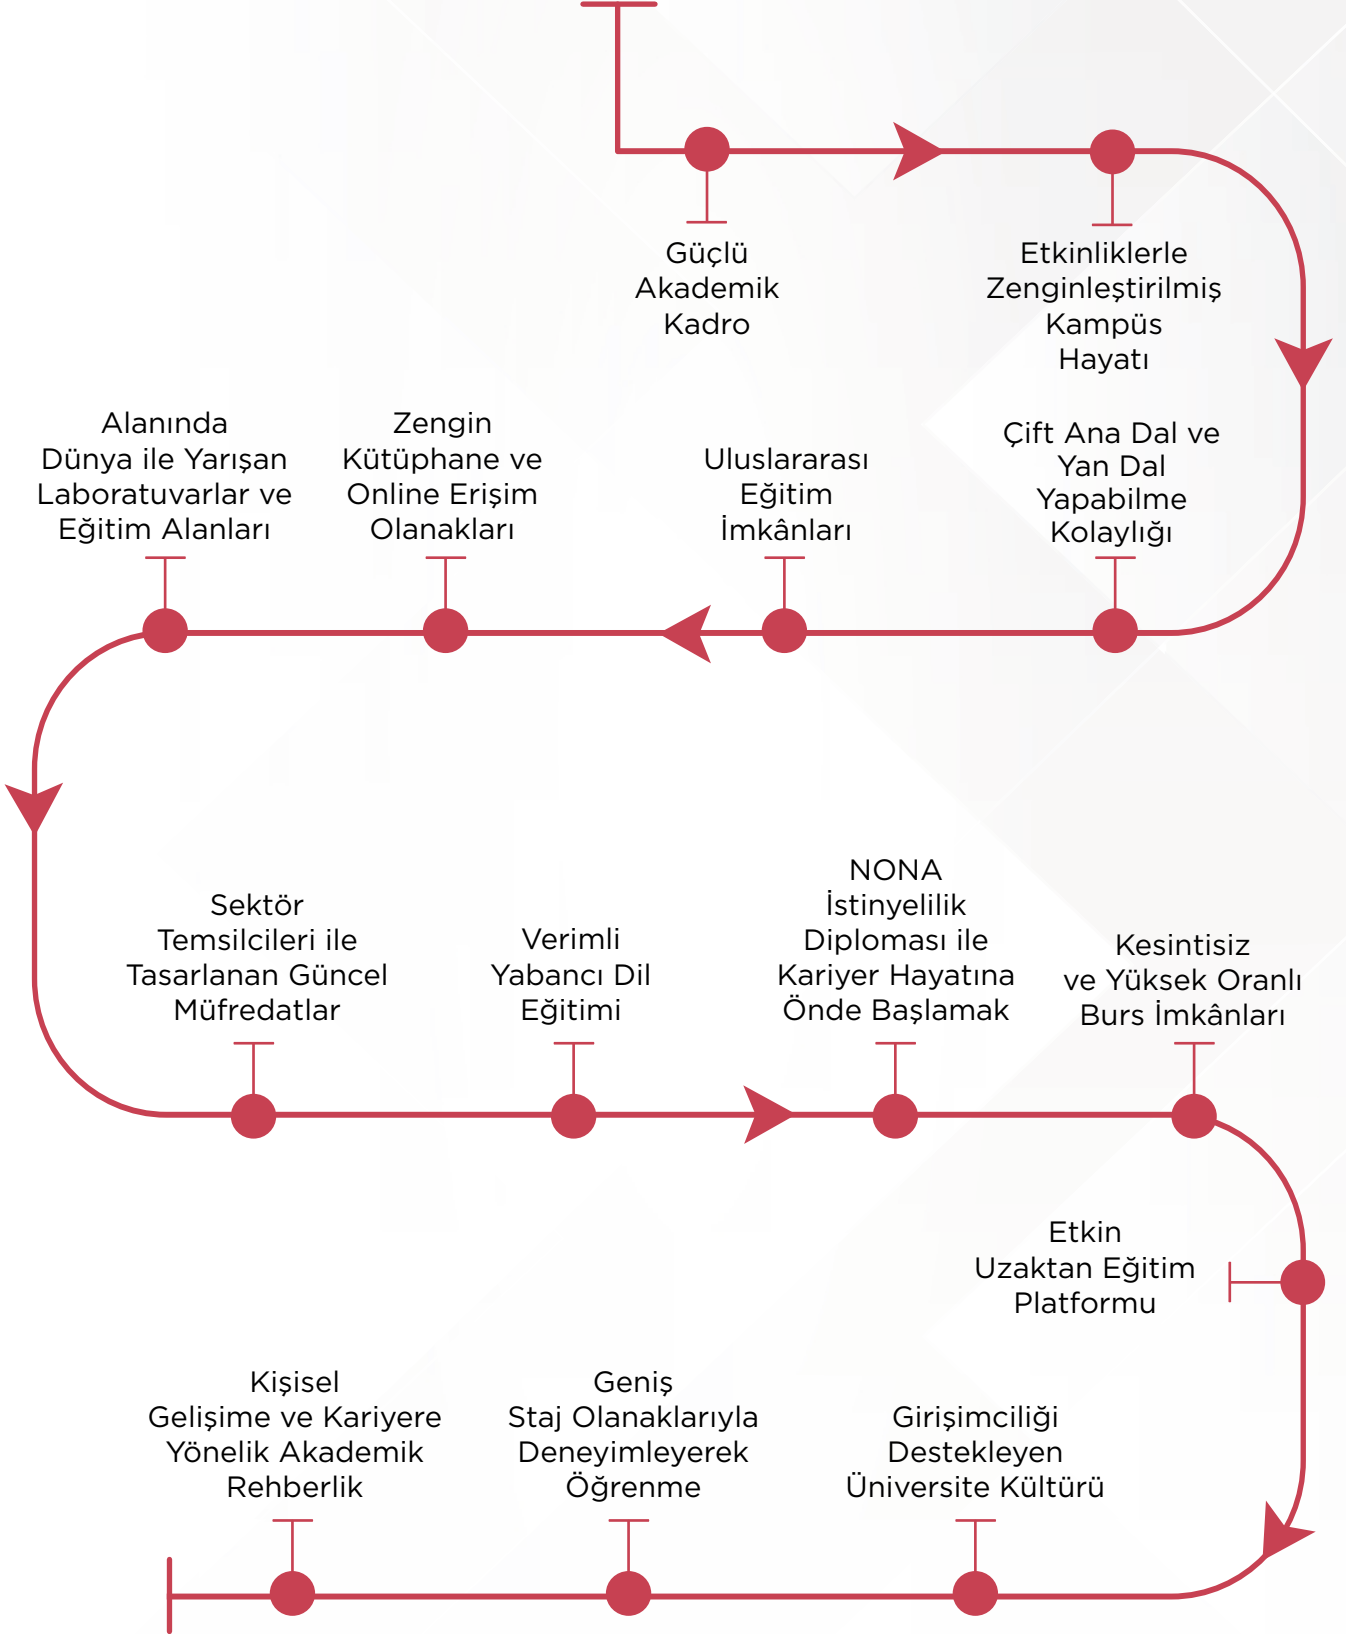 Güçlü
Akademik
Kadro
Etkinliklerle
Zenginleştirilmiş
Kampüs
Hayatı
Çift Ana Dal ve
Yan Dal
Yapabilme
Kolaylığı
Uluslararası
Eğitim
İmkânları
Zengin
Kütüphane ve
Online Erişim
Olanakları
Alanında
Dünya ile Yarışan
Laboratuvarlar ve
Eğitim Alanları
Sektör
Temsilcileri ile
Tasarlanan Güncel
Müfredatlar
Verimli
Yabancı Dil
Eğitimi
NONA
İstinyelilik
Diploması ile
Kariyer Hayatına
Önde Başlamak
Kesintisiz
ve Yüksek Oranlı
Burs İmkânları
Etkin
Uzaktan Eğitim
Platformu
Girişimciliği
Destekleyen
Üniversite Kültürü
Geniş
Staj Olanaklarıyla
Deneyimleyerek
Öğrenme
Kişisel
Gelişime ve Kariyere
Yönelik Akademik
Rehberlik